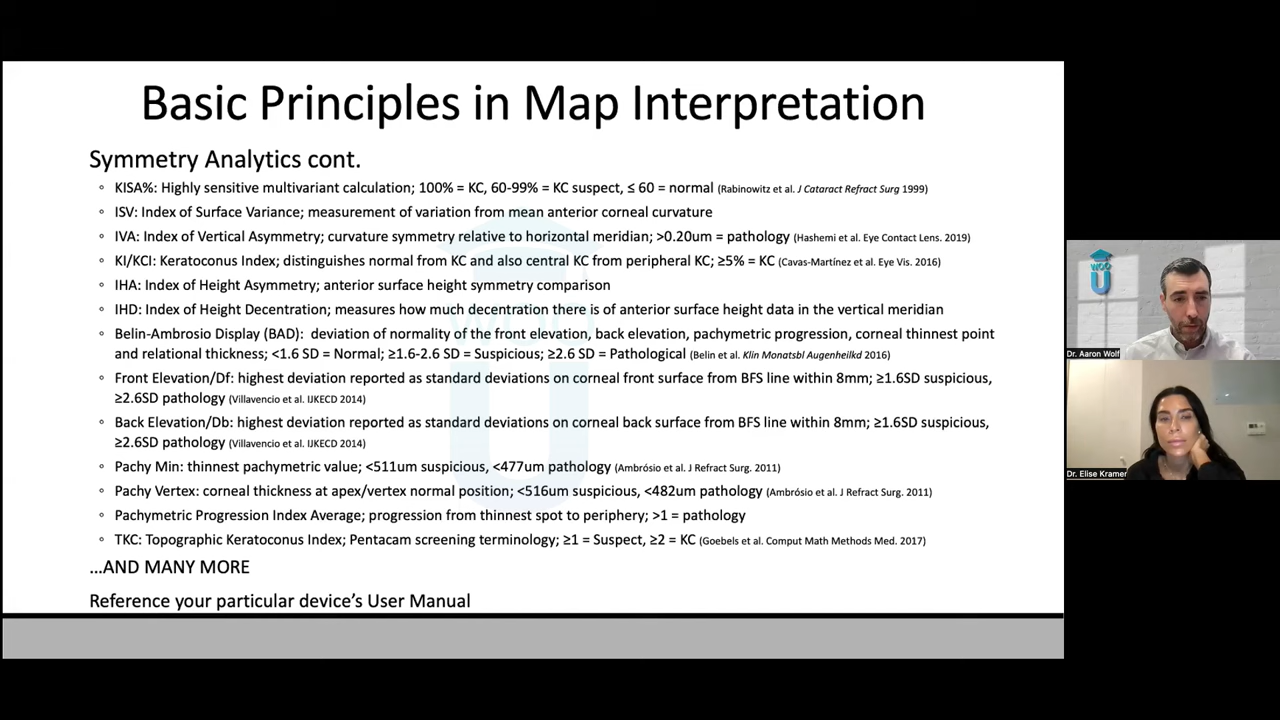 Basic Principles in Map Interpretation
Symmetry Analytics cont.
◦ KISA%: Highly sensitive multivariant calculation; 100% = KC, 60-99% = KC suspect, ≤ 60 = normal (Rabinowitz et al. J Cataract Refract Surg 1999)
◦ ISV: Index of Surface Variance; measurement of variation from mean anterior corneal curvature
◦ IVA: Index of Vertical Asymmetry; curvature symmetry relative to horizontal meridian; >0.20um = pathology (Hashemi et al. Eye Contact Lens. 2019)
◦ KI/KCI: Keratoconus Index; distinguishes normal from KC and also central KC from peripheral KC; ≥5% = KC (Cavas-Martínez et al. Eye Vis. 2016)
◦ IHA: Index of Height Asymmetry; anterior surface height symmetry comparison
◦ IHD: Index of Height Decentration; measures how much decentration there is of anterior surface height data in the vertical meridian
◦ Belin-Ambrosio Display (BAD): deviation of normality of the front elevation, back elevation, pachymetric progression, corneal thinnest point
and relational thickness; <1.6 SD = Normal; ≥1.6-2.6 SD = Suspicious; ≥2.6 SD = Pathological (Belin et al. Klin Monatsbl Augenheilkd 2016)
◦ Front Elevation/Df: highest deviation reported as standard deviations on corneal front surface from BFS line within 8mm; ≥1.6SD suspicious,
≥2.6SD pathology (Villavencio et al. IJKECD 2014)
◦ Back Elevation/Db: highest deviation reported as standard deviations on corneal back surface from BFS line within 8mm; ≥1.6SD suspicious,
≥2.6SD pathology (Villavencio et al. IJKECD 2014)
◦ Pachy Min: thinnest pachymetric value; <511um suspicious, <477um pathology (Ambrósio et al. J Refract Surg. 2011)
◦ Pachy Vertex: corneal thickness at apex/vertex normal position; <516um suspicious, <482um pathology (Ambrósio et al. J Refract Surg. 2011)
◦ Pachymetric Progression Index Average; progression from thinnest spot to periphery; >1 = pathology
◦ TKC: Topographic Keratoconus Index; Pentacam screening terminology; ≥1 = Suspect, ≥2 = KC (Goebels et al. Comput Math Methods Med. 2017)
...AND MANY MORE
Reference your particular device's User Manual
WOO
U
Dr. Aaron Wolf
Dr. Elise Kramer